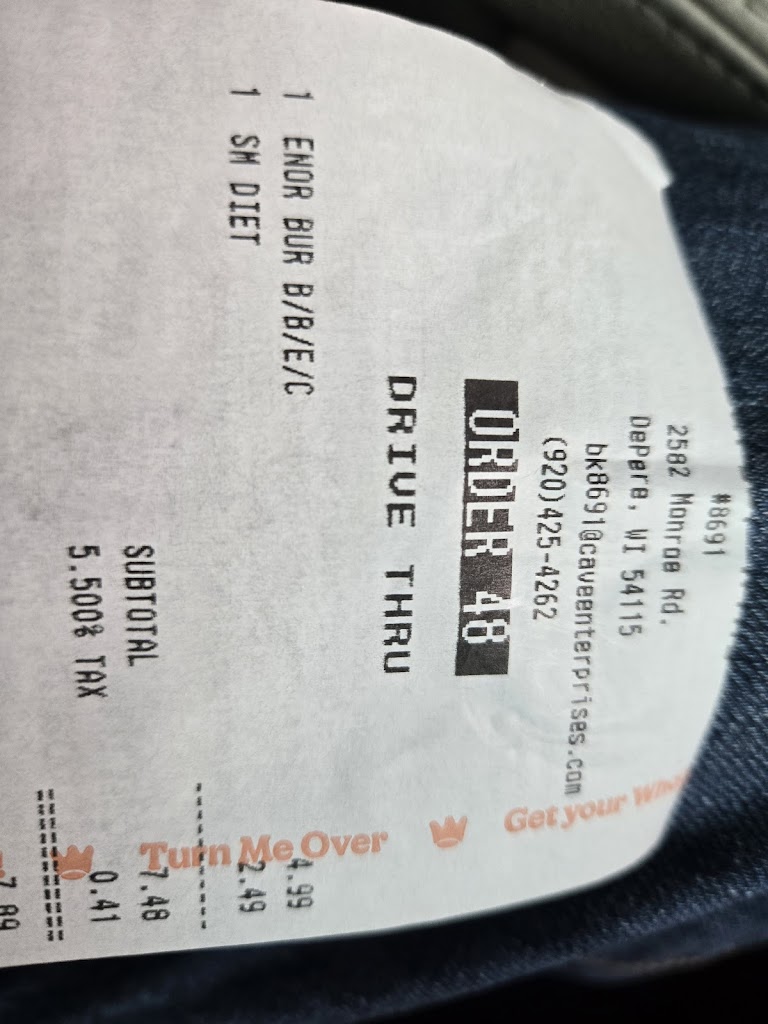 #8691
2582 Monroe Rd.
DePere, WI 54115
bk8691@caveenterprises.com
(920)425-4262
ORDER 48
DRIVE THRU
1 ENOR BUR B/B/E/C 4.99
1 SM DIET 2.49
SUBTOTAL 7.48
5.500% TAX 0.41
7.89
Get your
Turn Me Over